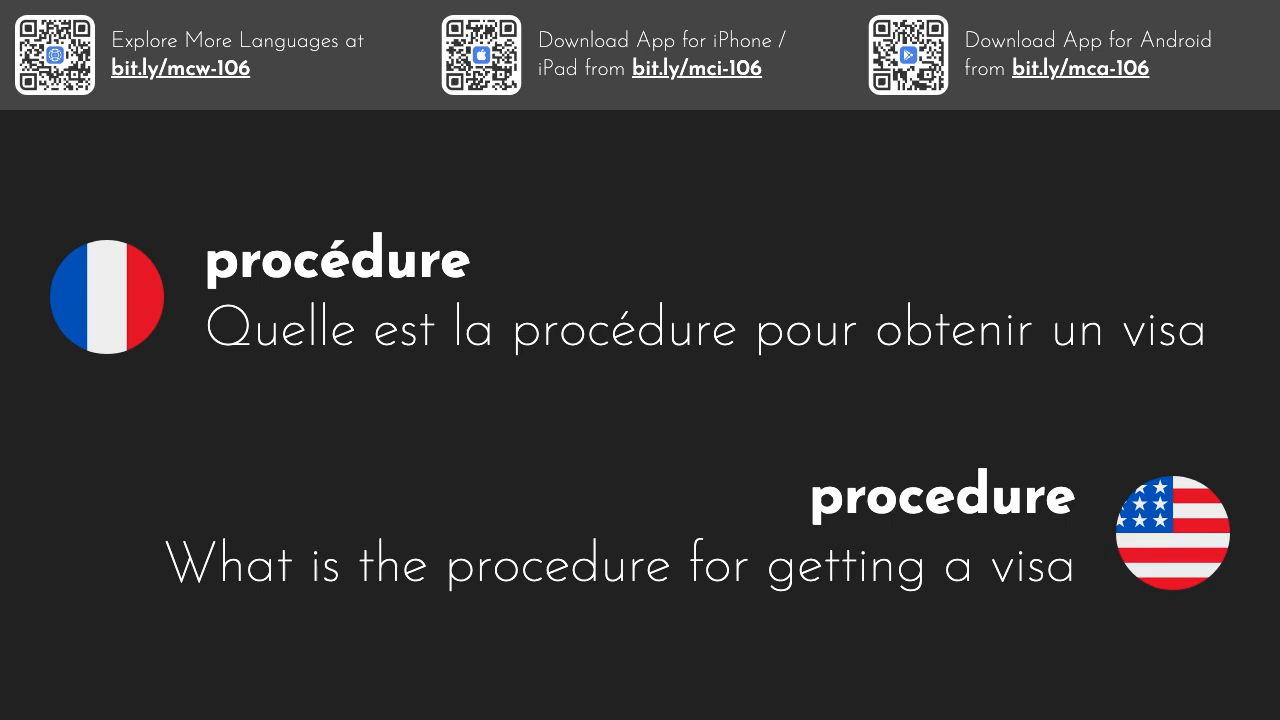 Explore More Languages at
bit.ly/mcw-106
Download App for iPhone /
iPad from bit.ly/mci-106
Download App for Android
from bit.ly/mca-106
procédure
Quelle est la procédure pour obtenir un visa
procedure
What is the procedure for getting a visa